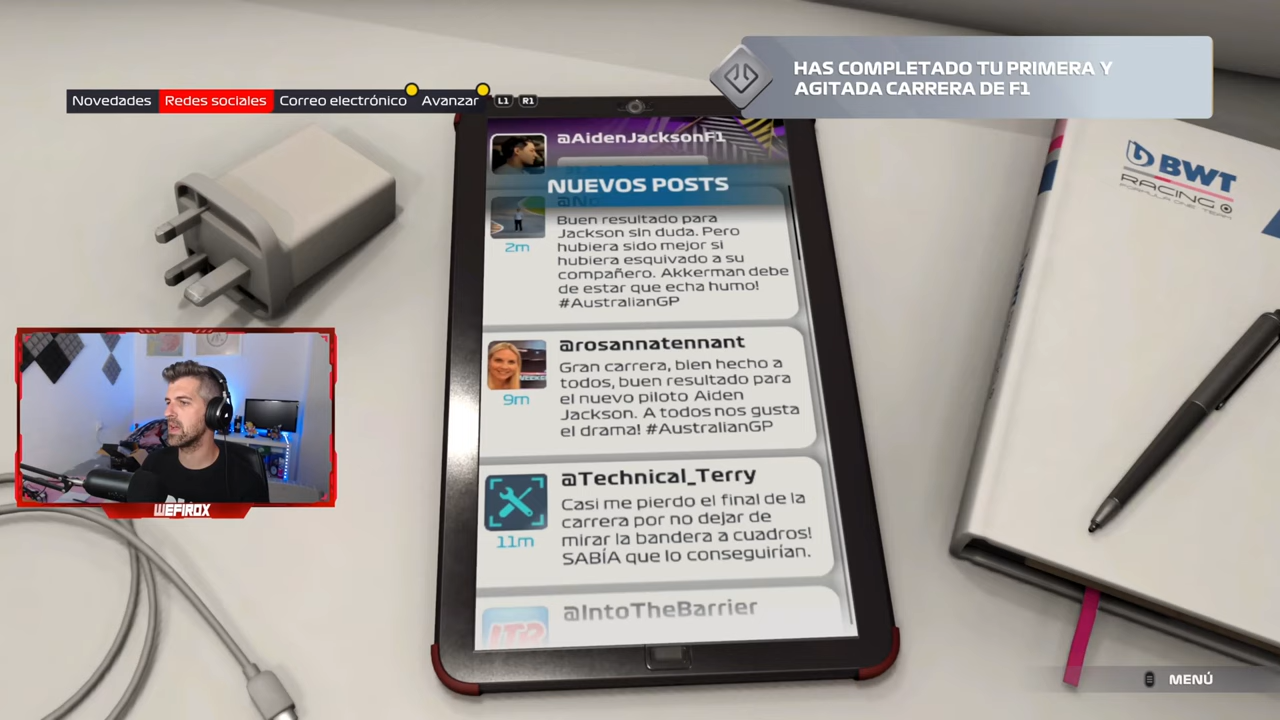 HAS COMPLETADO TU PRIMERA Y
AGITADA CARRERA DE F1
Novedades
Redes sociales
Correo electrónico
Avanzar
L1
R1
@AidenJacksonF1
NUEVOS POSTS
Buen resultado para
Jackson sin duda. Pero
hubiera sido mejor si
hubiera esquivado a su
compañero. Akkerman debe
de estar que echa humo!
#AustralianGP
2m
@rosannatennant
Gran carrera, bien hecho a
todos, buen resultado para
el nuevo piloto Aiden
Jackson. A todos nos gusta
el drama! #AustralianGP
9m
@Technical_Terry
Casi me pierdo el final de la
carrera por no dejar de
mirar la bandera a cuadros!
SABÍA que lo conseguirían.
11m
@IntoTheBarrier
ITB
BWT
RACING
FORMULA ONE TEAM
WEFIROX
MENÚ